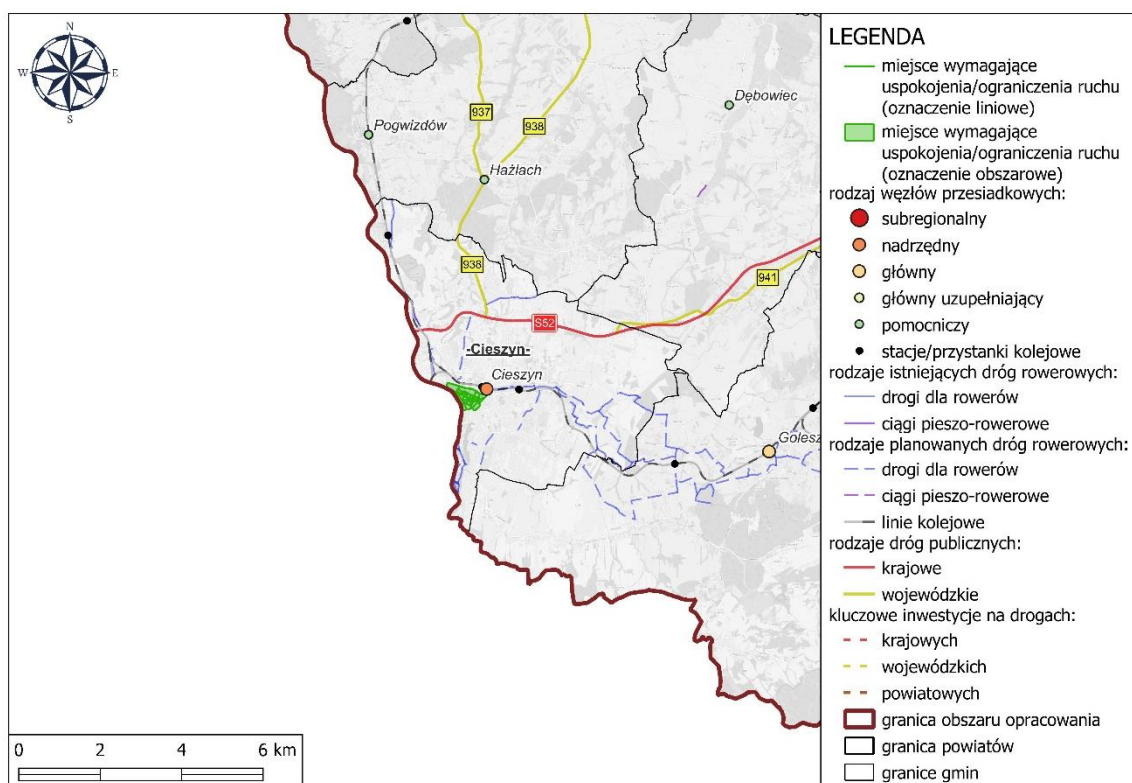 N
W
E
S
937
938
Dębowiec
Pogwizdów
Hażlach
938
941
S52
-Cieszyn-
Cieszyn
Golesz
0 2 4 6 km
LEGENDA
miejsce wymagające
uspokojenia/ograniczenia ruchu
(oznaczenie liniowe)
miejsce wymagające
uspokojenia/ograniczenia ruchu
(oznaczenie obszarowe)
rodzaj węzłów przesiadkowych:
subregionalny
nadrzędny
główny
główny uzupełniający
pomocniczy
stacje/przystanki kolejowe
rodzaje istniejących dróg rowerowych:
drogi dla rowerów
ciągi pieszo-rowerowe
rodzaje planowanych dróg rowerowych:
drogi dla rowerów
ciągi pieszo-rowerowe
linie kolejowe
rodzaje dróg publicznych:
krajowe
wojewódzkie
kluczowe inwestycje na drogach:
krajowych
wojewódzkich
powiatowych
granica obszaru opracowania
granica powiatów
granice gmin